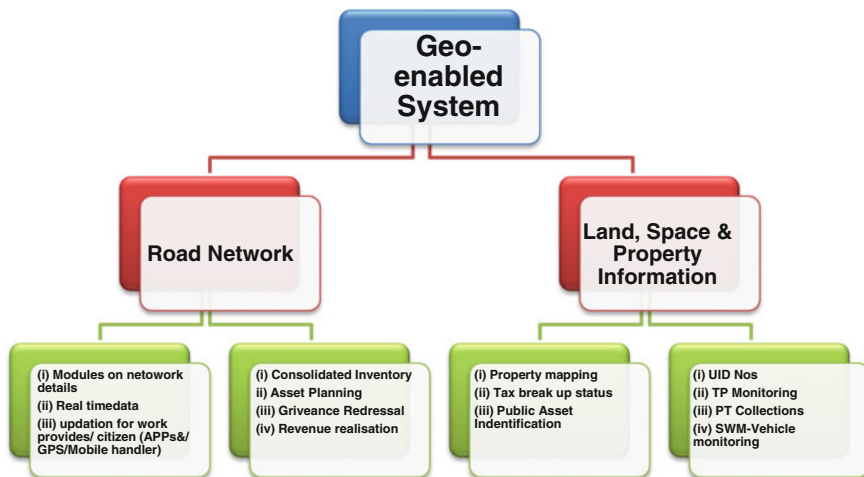 Geo-
enabled
System
Road Network
Land, Space &
Property
Information
(i) Modules on netowork
details
(ii) Real timedata
(iii) updation for work
provides/ citizen (APPs&/
GPS/Mobile handler)
(i) Consolidated Inventory
ii) Asset Planning
(iii) Griveance Redressal
(iv) Revenue realisation
(i) Property mapping
(ii) Tax break up status
(iii) Public Asset
Indentification
(i) UID Nos
(ii) TP Monitoring
(iii) PT Collections
(iv) SWM-Vehicle
monitoring